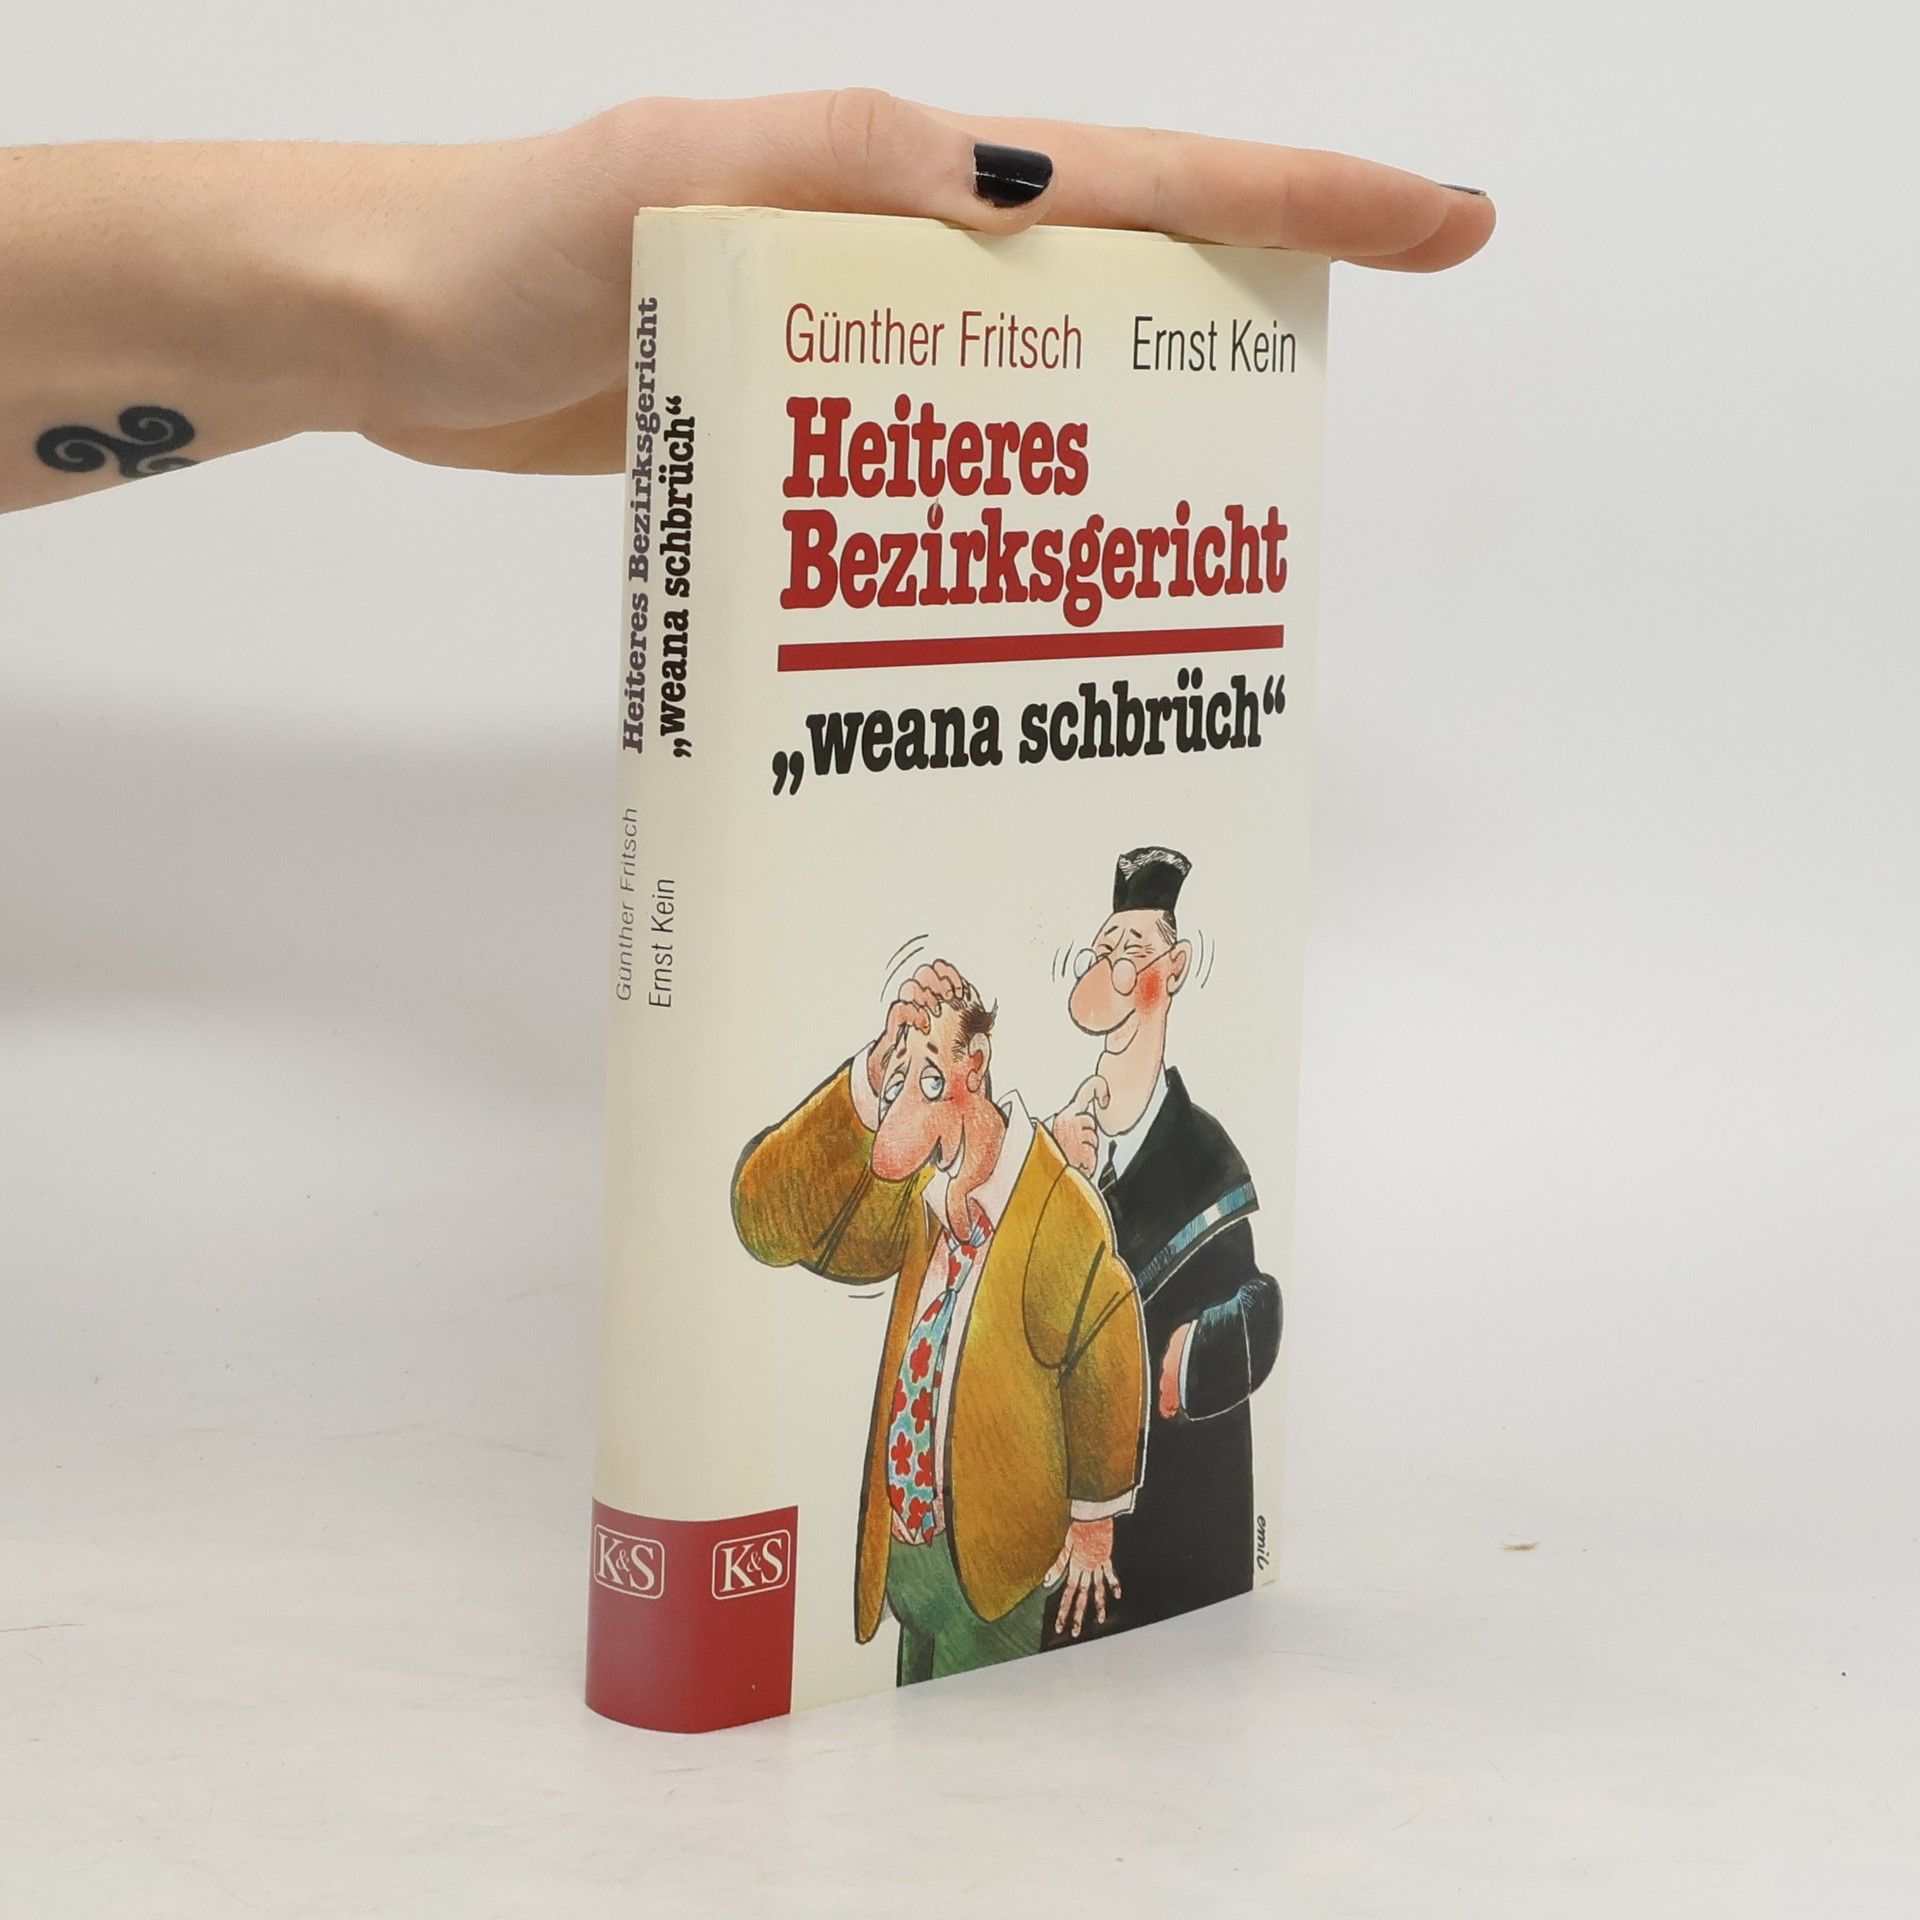 Günther Fritsch Ernst Kein
Heiteres
Bezirksgericht
„weana schbrüch“
Heiteres Bezirksgericht
„weana schbrüch“
Günther Fritsch
Ernst Kein
K&S
K&S
emil